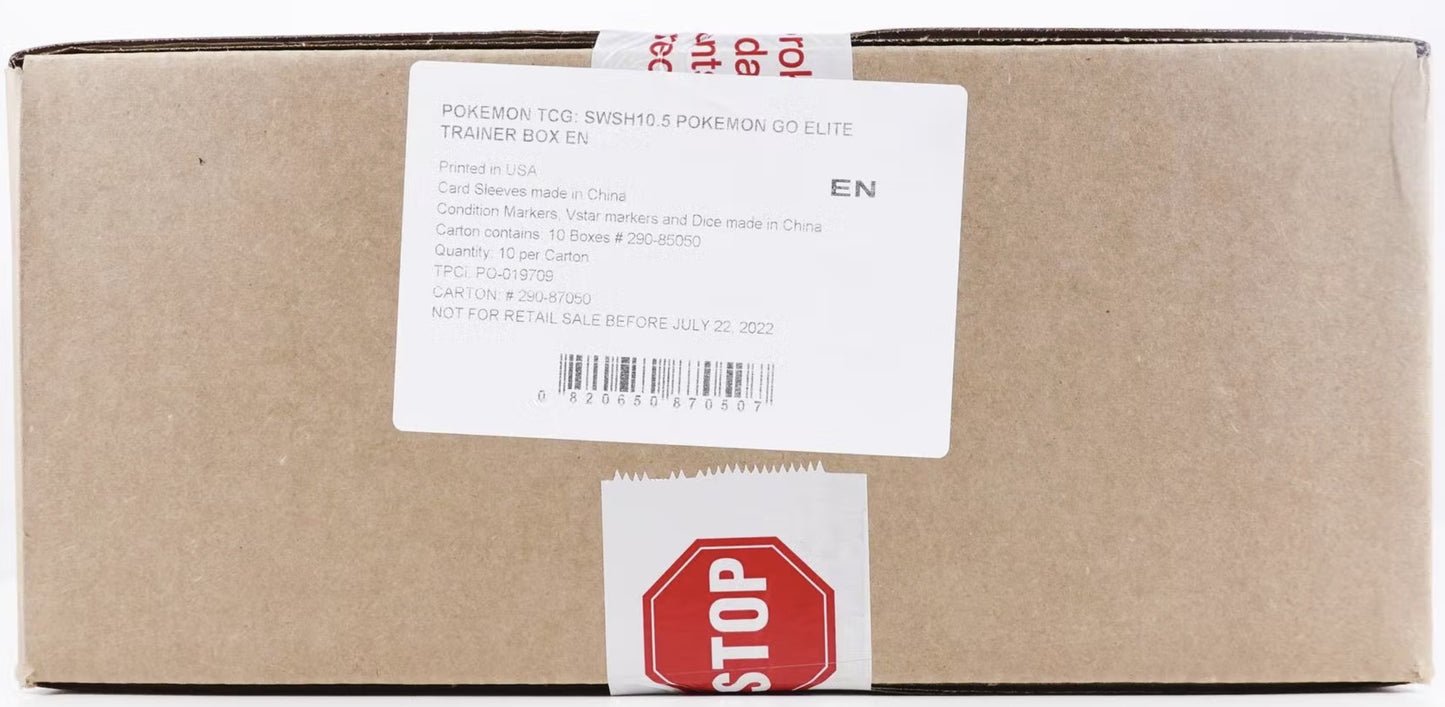 da
POKEMON TCG: SWSH10.5 POKEMON GO ELITE
TRAINER BOX EN
Printed in USA
EN
Card Sleeves made in China
Condition Markers, Vstar markers and Dice made in China
Carton contains: 10 Boxes # 290-85050
Quantity: 10 per Carton
TPCi: PO-019709
CARTON: # 290-87050
NOT FOR RETAIL SALE BEFORE JULY 22, 2022
0 820650 870507
STOP